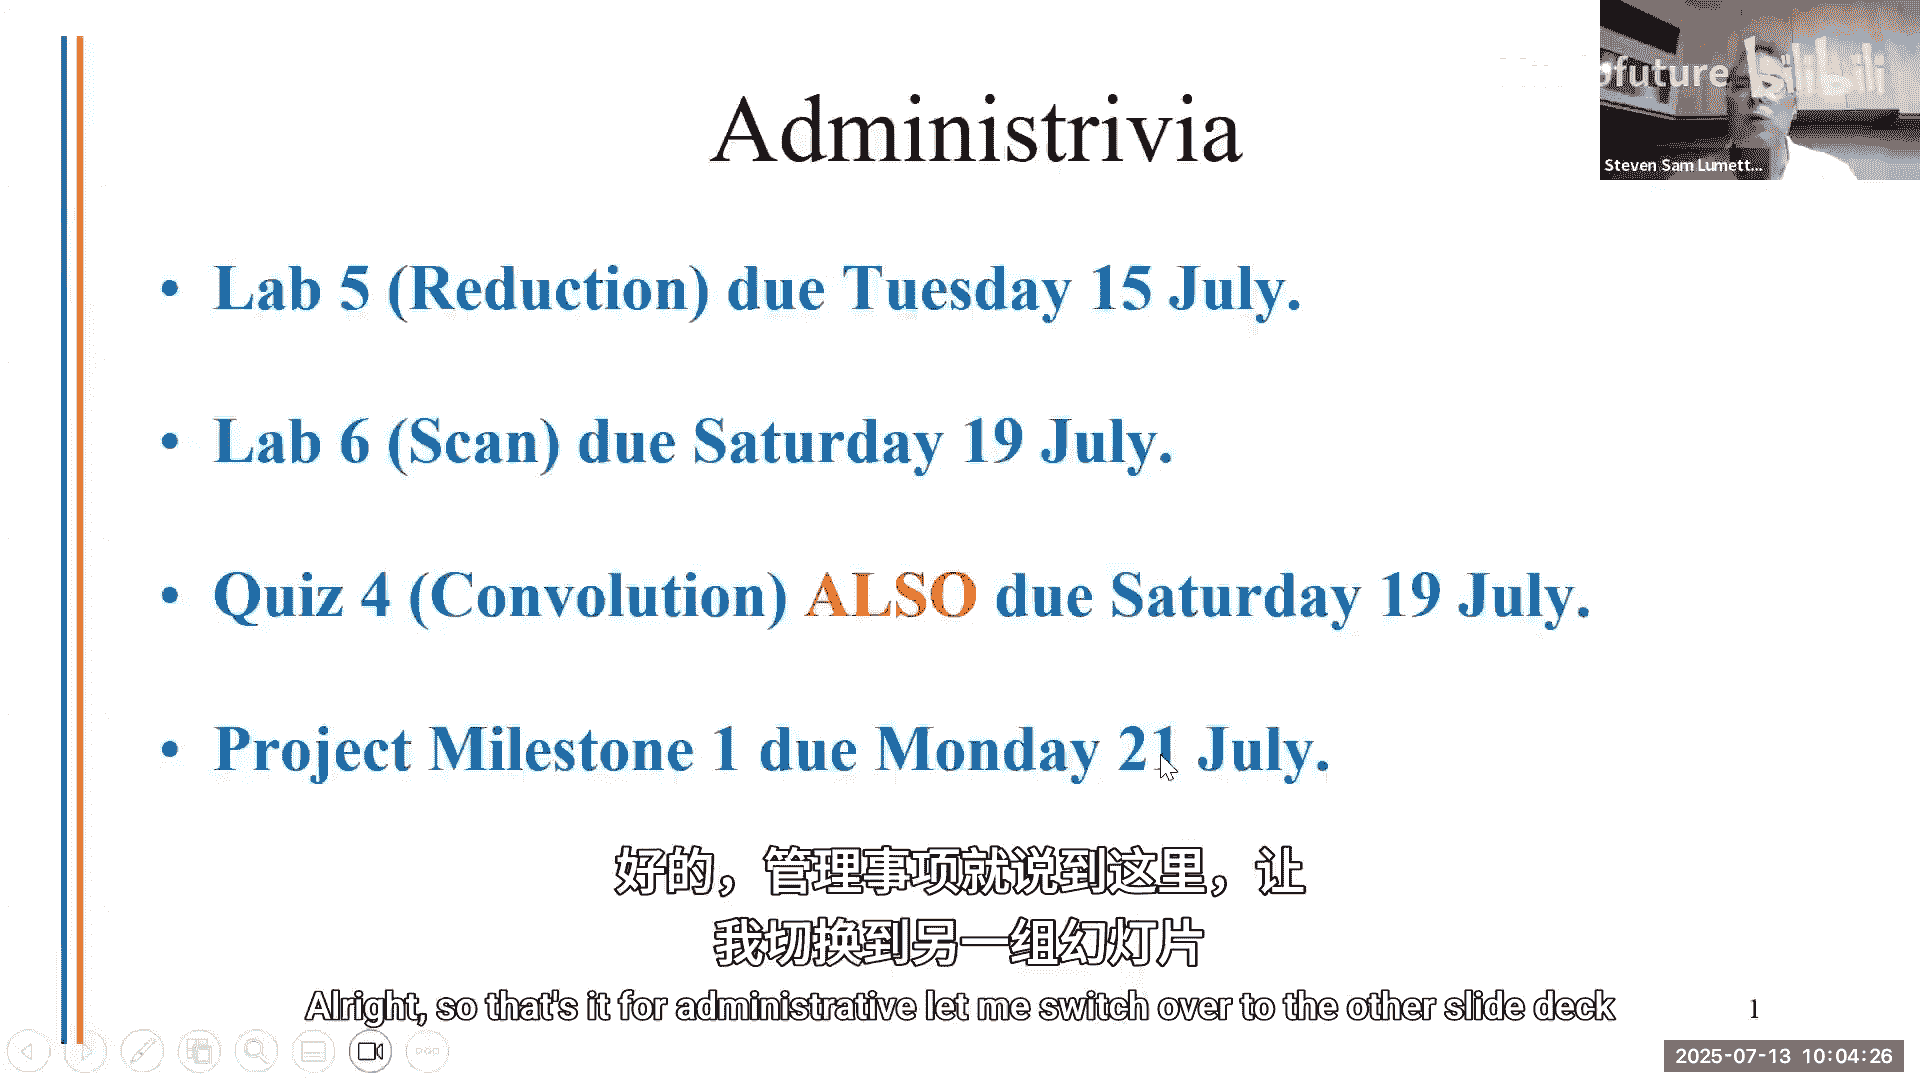 Administrivia
future bilibili
Steven Sam Lumett...
• Lab 5 (Reduction) due Tuesday 15 July.
• Lab 6 (Scan) due Saturday 19 July.
• Quiz 4 (Convolution) ALSO due Saturday 19 July.
• Project Milestone 1 due Monday 21 July.
好的，管理事项就说到这里，让
我切换到另一组幻灯片
Alright, so that's it for administrative let me switch over to the other slide deck
1
2025-07-13 10:04:26